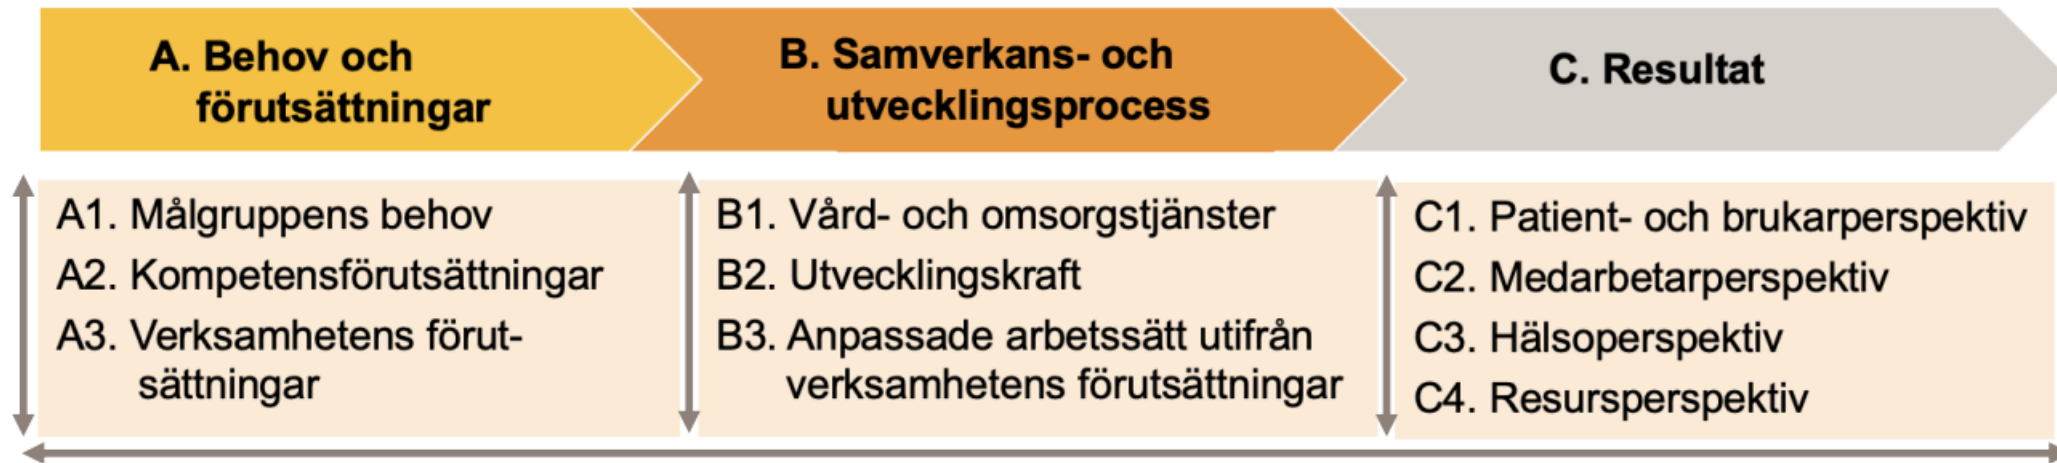 A. Behov och
förutsättningar
B. Samverkans- och
utvecklingsprocess
C. Resultat
A1. Målgruppens behov
A2. Kompetensförutsättningar
A3. Verksamhetens förut-
sättningar
B1. Vård- och omsorgstjänster
B2. Utvecklingskraft
B3. Anpassade arbetssätt utifrån
verksamhetens förutsättningar
C1. Patient- och brukarperspektiv
C2. Medarbetarperspektiv
C3. Hälsoperspektiv
C4. Resursperspektiv